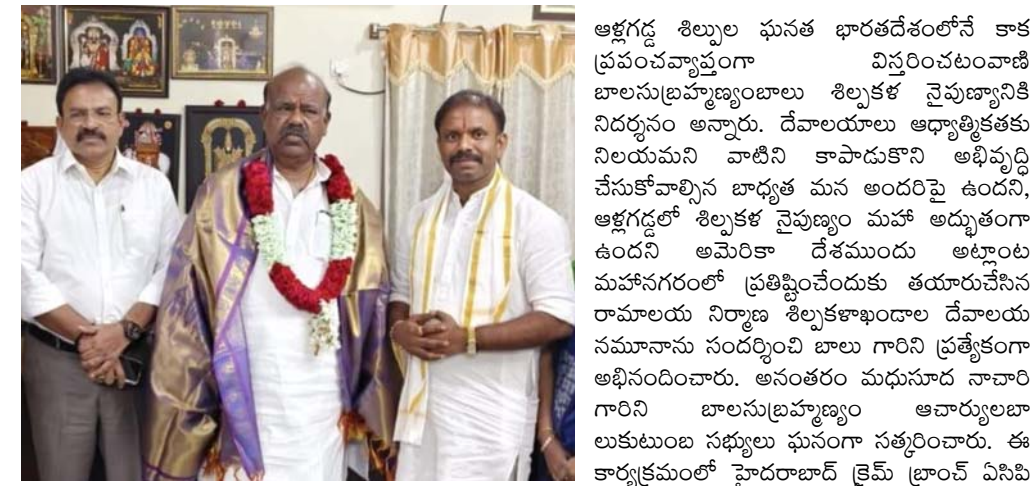 ఆళ్లగడ్డ శిల్పుల ఘనత భారతదేశంలోనే కాక
ప్రపంచవ్యాప్తంగా విస్తరించటంవాణి
బాలసుబ్రహ్మణ్యంబాలు శిల్పకళ నైపుణ్యానికి
నిదర్శనం అన్నారు. దేవాలయాలు ఆధ్యాత్మికతకు
నిలయమని వాటిని కాపాడుకొని అభివృద్ధి
చేసుకోవాల్సిన బాధ్యత మన అందరిపై ఉందని,
ఆళ్లగడ్డలో శిల్పకళ నైపుణ్యం మహా అద్భుతంగా
ఉందని అమెరికా దేశముందు అట్లాంట
మహానగరంలో ప్రతిష్టించేందుకు తయారుచేసిన
రామాలయ నిర్మాణ శిల్పకళాఖండాల దేవాలయ
నమూనాను సందర్శించి బాలు గారిని ప్రత్యేకంగా
అభినందించారు. అనంతరం మధుసూద నాచారి
గారిని బాలసుబ్రహ్మణ్యం ఆచార్యులబా
లుకుటుంబ సభ్యులు ఘనంగా సత్కరించారు. ఈ
కార్యక్రమంలో హైదరాబాద్ క్రైమ్ బ్రాంచ్ ఏసిపి